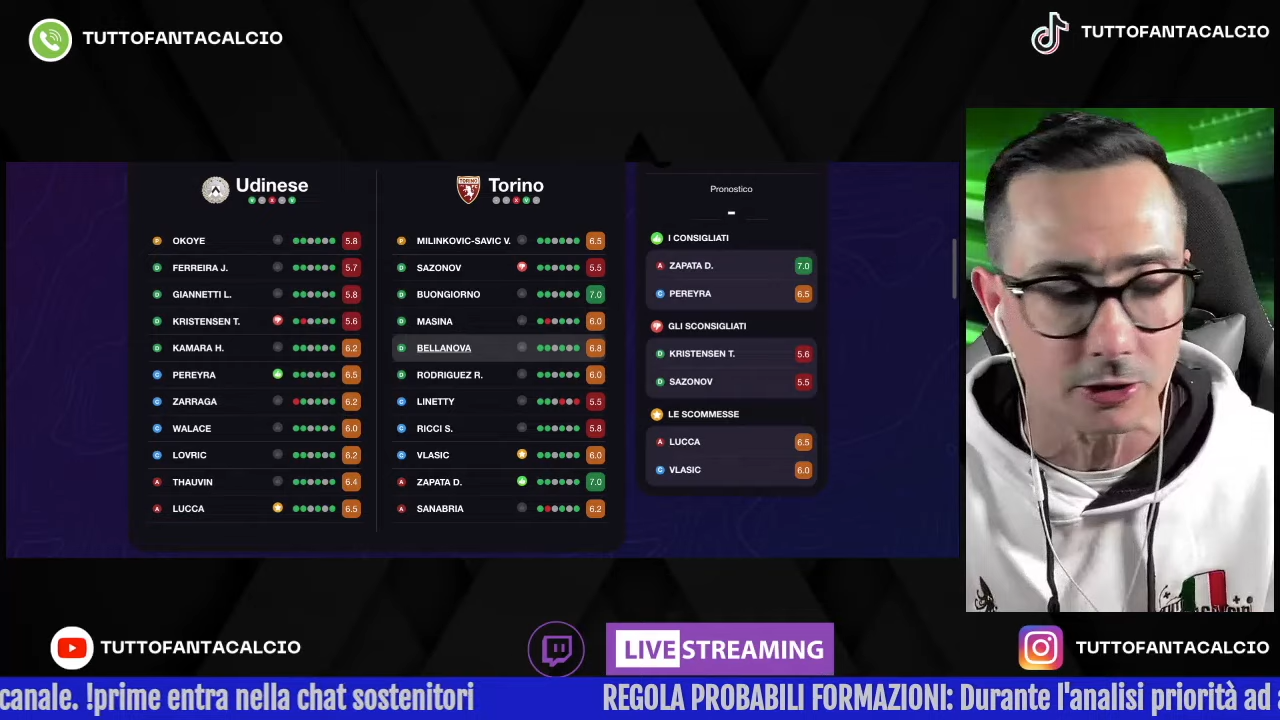 TUTTOFANTACALCIO
TUTTOFANTACALCIO
Udinese
OKOYE 5.8
FERREIRA J. 5.7
GIANNETTI L. 5.8
KRISTENSEN T. 5.6
KAMARA H. 6.2
PEREYRA 6.5
ZARRAGA 6.2
WALACE 6.0
LOVRIC 6.2
THAUVIN 6.4
LUCCA 6.5
Torino
MILINKOVIC-SAVIC V. 6.5
SAZONOV 5.5
BUONGIORNO 7.0
MASINA 6.0
BELLANOVA 6.8
RODRIGUEZ R. 6.0
LINETTY 5.5
RICCI S. 5.8
VLASIC 6.0
ZAPATA D. 7.0
SANABRIA 6.2
Pronostico
-
I CONSIGLIATI
ZAPATA D. 7.0
PEREYRA 6.5
GLI SCONSIGLIATI
KRISTENSEN T. 5.6
SAZONOV 5.5
LE SCOMMESSE
LUCCA 6.5
VLASIC 6.0
TUTTOFANTACALCIO
LIVE STREAMING
TUTTOFANTACALCIO
canale. !prime entra nella chat sostenitori REGOLA PROBABILI FORMAZIONI: Durante l'analisi priorità ad